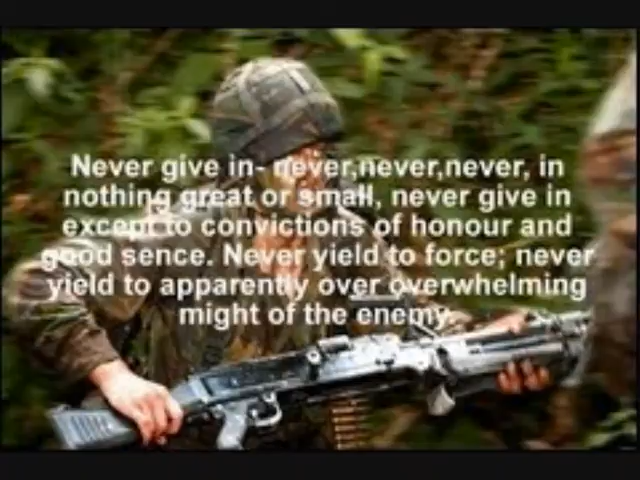 Never give in- never,never,never, in
nothing great or small, never give in
except to convictions of honour and
good sence. Never yield to force; never
yield to apparently over overwhelming
might of the enemy.